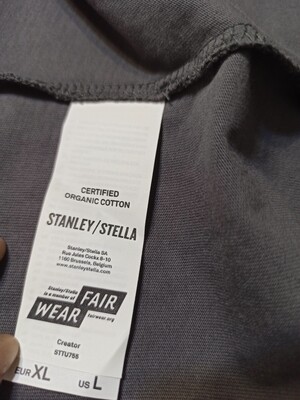 CERTIFIED
ORGANIC COTTON
STANLEY/STELLA
Stanley/Stella SA
Rue Jules Cockx 8-10
1160 Brussels, Belgium
www.stanleystella.com
Stanley/Stella
is a member of
FAIR
WEAR
fairwear.org
Creator
STTU755
EUR XL US L